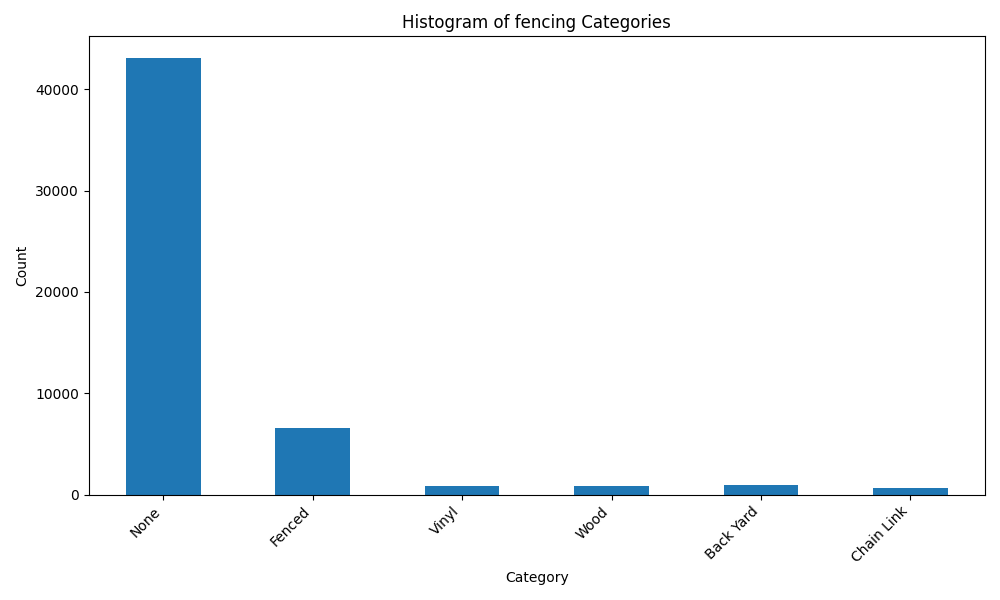 Histogram of fencing Categories
Count
40000
30000
20000
10000
0
None
Fenced
Vinyl
Wood
Back Yard
Chain Link
Category